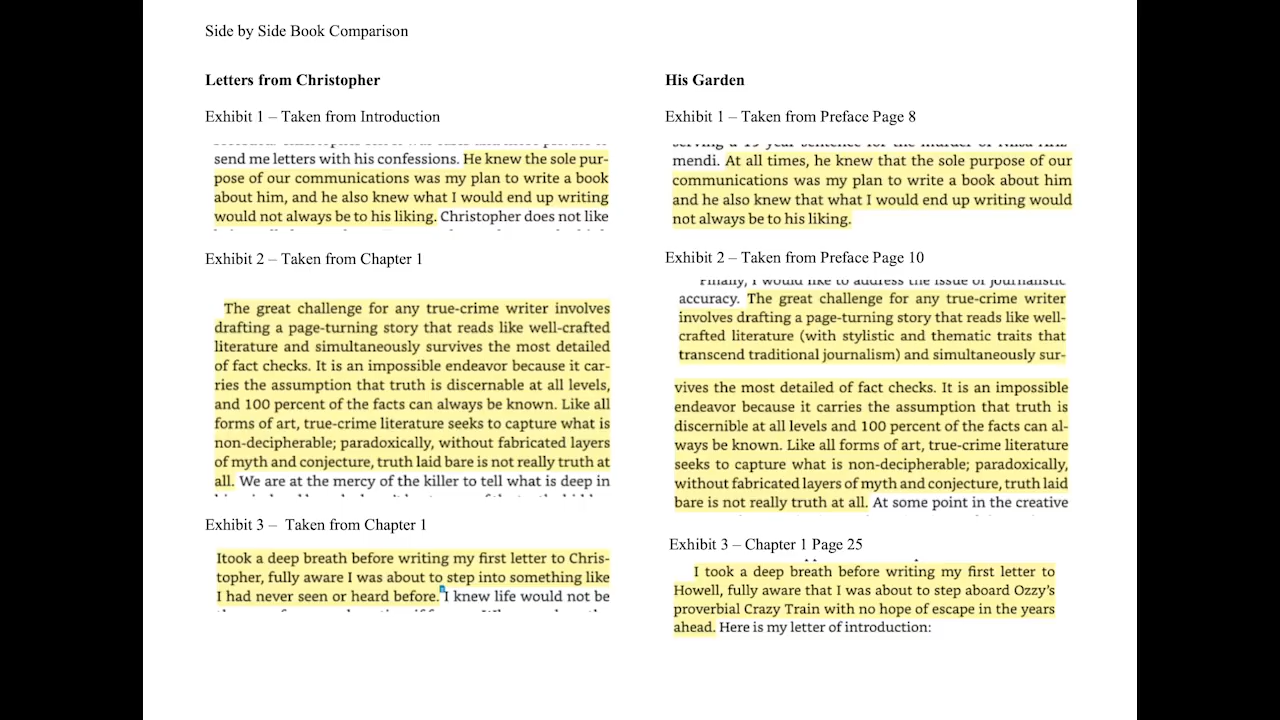 Side by Side Book Comparison
Letters from Christopher
Exhibit 1 – Taken from Introduction
send me letters with his confessions. He knew the sole pur-
pose of our communications was my plan to write a book
about him, and he also knew what I would end up writing
would not always be to his liking. Christopher does not like
Exhibit 2 – Taken from Chapter 1
The great challenge for any true-crime writer involves
drafting a page-turning story that reads like well-crafted
literature and simultaneously survives the most detailed
of fact checks. It is an impossible endeavor because it car-
ries the assumption that truth is discernable at all levels,
and 100 percent of the facts can always be known. Like all
forms of art, true-crime literature seeks to capture what is
non-decipherable; paradoxically, without fabricated layers
of myth and conjecture, truth laid bare is not really truth at
all. We are at the mercy of the killer to tell what is deep in
Exhibit 3 – Taken from Chapter 1
Itook a deep breath before writing my first letter to Chris-
topher, fully aware I was about to step into something like
I had never seen or heard before. I knew life would not be
His Garden
Exhibit 1 – Taken from Preface Page 8
mendi. At all times, he knew that the sole purpose of our
communications was my plan to write a book about him
and he also knew that what I would end up writing would
not always be to his liking.
Exhibit 2 – Taken from Preface Page 10
Finally, I would like to address the issue of journalistic
accuracy. The great challenge for any true-crime writer
involves drafting a page-turning story that reads like well-
crafted literature (with stylistic and thematic traits that
transcend traditional journalism) and simultaneously sur-
vives the most detailed of fact checks. It is an impossible
endeavor because it carries the assumption that truth is
discernible at all levels and 100 percent of the facts can al-
ways be known. Like all forms of art, true-crime literature
seeks to capture what is non-decipherable; paradoxically,
without fabricated layers of myth and conjecture, truth laid
bare is not really truth at all. At some point in the creative
Exhibit 3 – Chapter 1 Page 25
I took a deep breath before writing my first letter to
Howell, fully aware that I was about to step aboard Ozzy's
proverbial Crazy Train with no hope of escape in the years
ahead. Here is my letter of introduction: